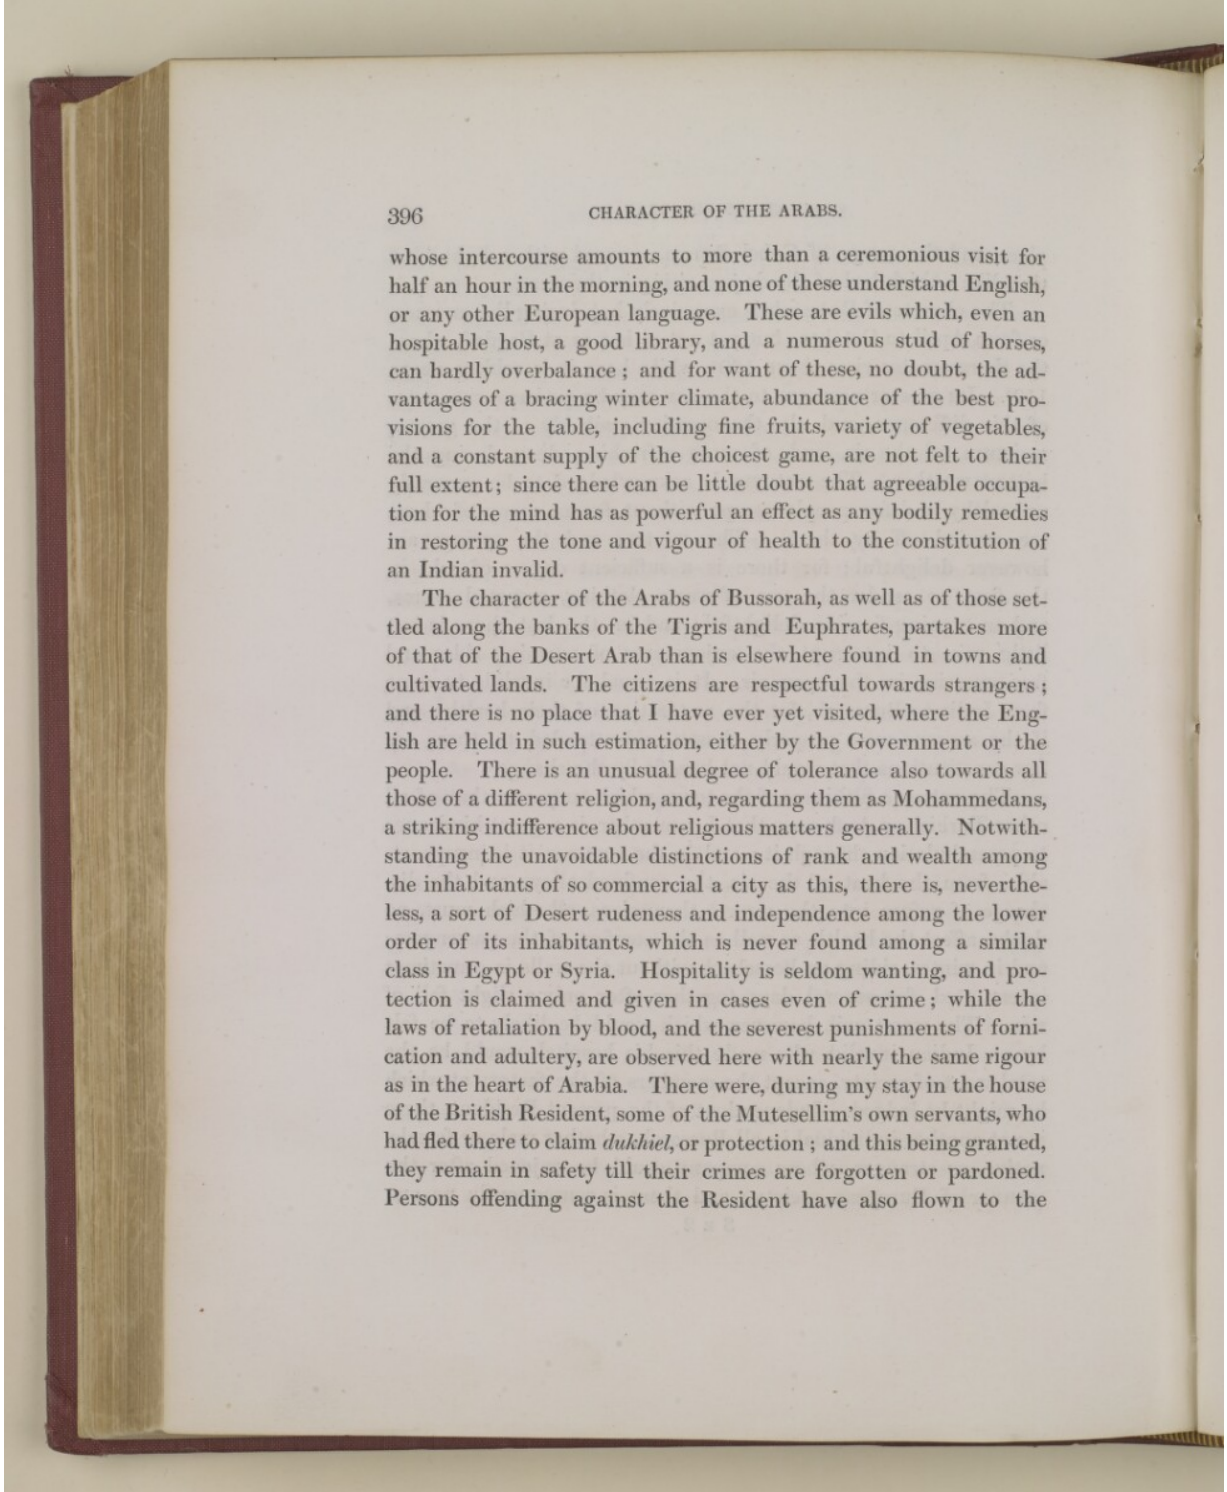 396 CHARACTER OF THE ARABS.
whose intercourse amounts to more than a ceremonious visit for
half an hour in the morning, and none of these understand English,
or any other European language. These are evils which, even an
hospitable host, a good library, and a numerous stud of horses,
can hardly overbalance ; and for want of these, no doubt, the ad-
vantages of a bracing winter climate, abundance of the best pro-
visions for the table, including fine fruits, variety of vegetables,
and a constant supply of the choicest game, are not felt to their
full extent; since there can be little doubt that agreeable occupa-
tion for the mind has as powerful an effect as any bodily remedies
in restoring the tone and vigour of health to the constitution of
an Indian invalid.
The character of the Arabs of Bussorah, as well as of those set-
tled along the banks of the Tigris and Euphrates, partakes more
of that of the Desert Arab than is elsewhere found in towns and
cultivated lands. The citizens are respectful towards strangers ;
and there is no place that I have ever yet visited, where the Eng-
lish are held in such estimation, either by the Government or the
people. There is an unusual degree of tolerance also towards all
those of a different religion, and, regarding them as Mohammedans,
a striking indifference about religious matters generally. Notwith-
standing the unavoidable distinctions of rank and wealth among
the inhabitants of so commercial a city as this, there is, neverthe-
less, a sort of Desert rudeness and independence among the lower
order of its inhabitants, which is never found among a similar
class in Egypt or Syria. Hospitality is seldom wanting, and pro-
tection is claimed and given in cases even of crime; while the
laws of retaliation by blood, and the severest punishments of forni-
cation and adultery, are observed here with nearly the same rigour
as in the heart of Arabia. There were, during my stay in the house
of the British Resident, some of the Mutesellim's own servants, who
had fled there to claim dukhiel, or protection ; and this being granted,
they remain in safety till their crimes are forgotten or pardoned.
Persons offending against the Resident have also flown to the